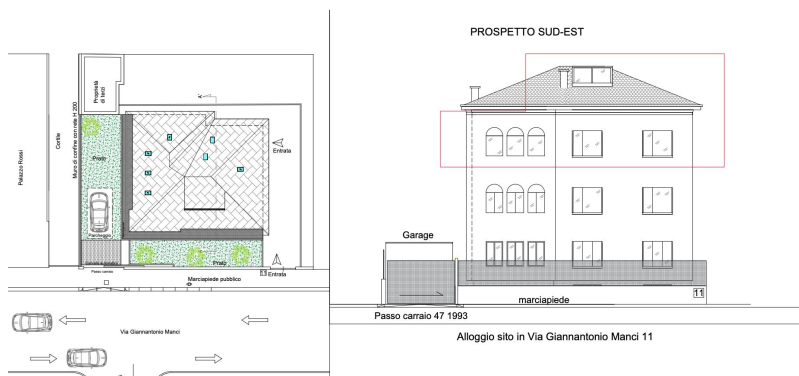 Palazzo Rossi
Cortile
Muro di confine con rete H 200
Proprietà
di terzi
A'
Prato
Entrata
Parcheggio
Prato
11 Entrata
Passo carraio
Marciapiede pubblico
Via Giannantonio Manci
PROSPETTO SUD-EST
Garage
11
marciapiede
Passo carraio 47 1993
Alloggio sito in Via Giannantonio Manci 11